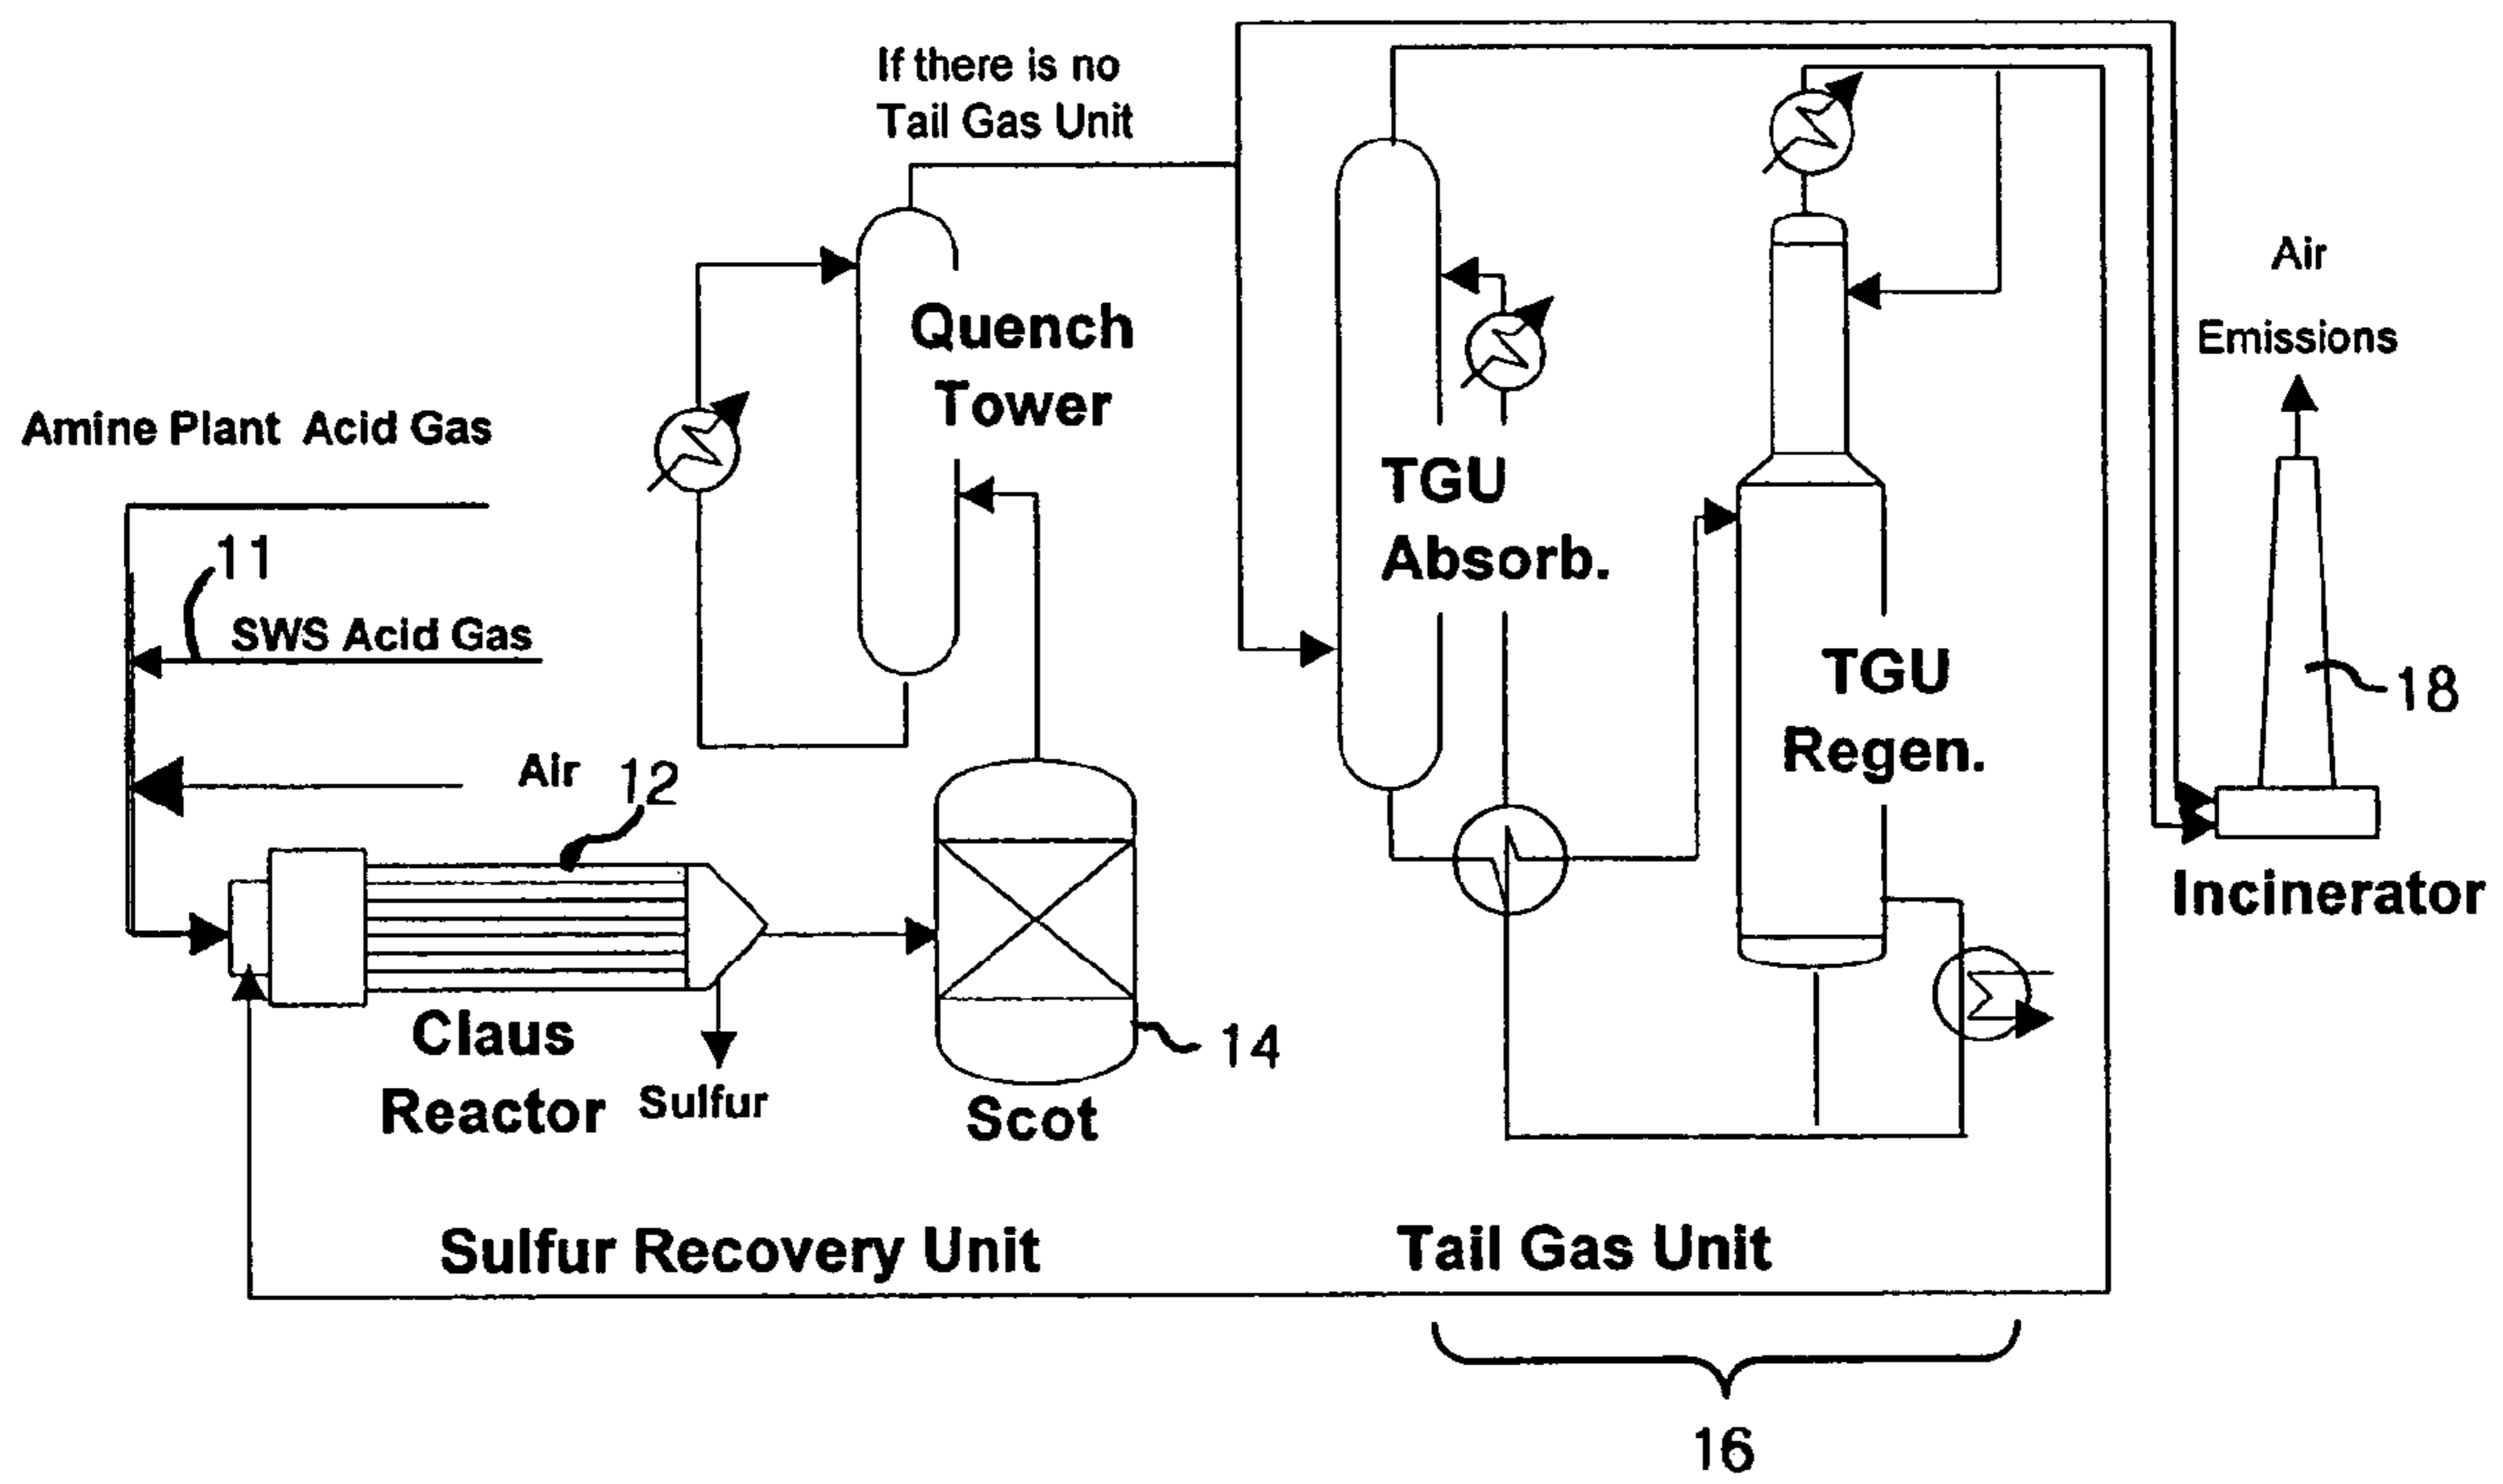 If there is no
Tail Gas Unit
Quench
Tower
Amine Plant Acid Gas
11
SWS Acid Gas
Air
12
Claus
Reactor
Sulfur
Scot
14
TGU
Absorb.
TGU
Regen.
Air
Emissions
18
Incinerator
Sulfur Recovery Unit
Tail Gas Unit
16